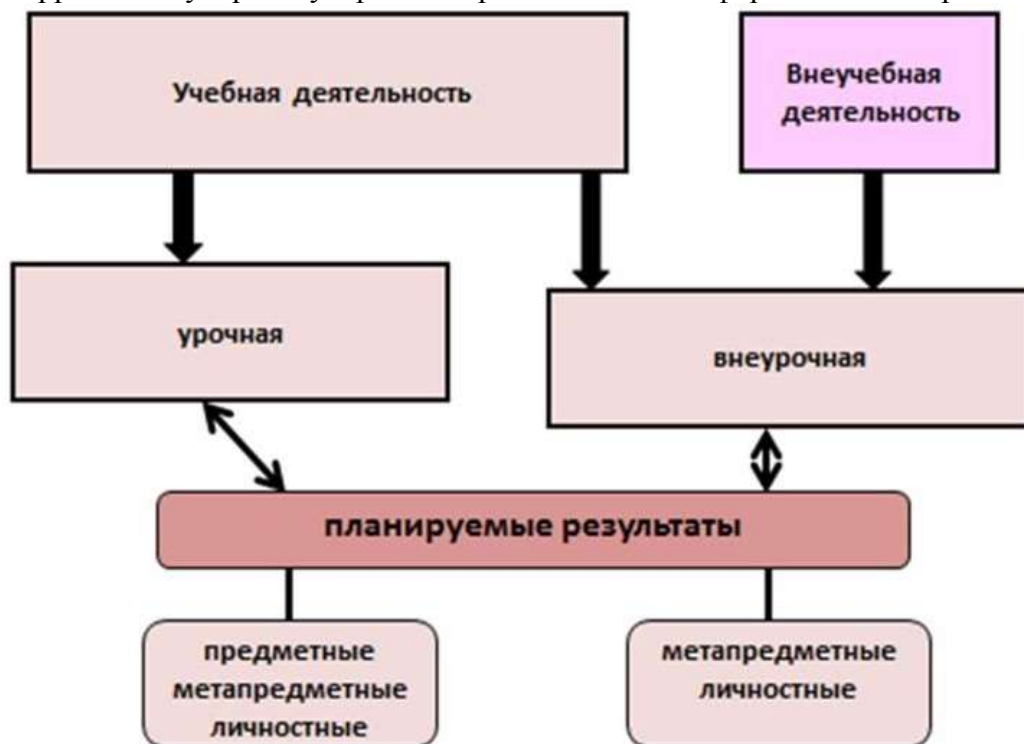 Учебная деятельность
Внеучебная
деятельность
урочная
внеурочная
планируемые результаты
предметные
метапредметные
личностные
метапредметные
личностные